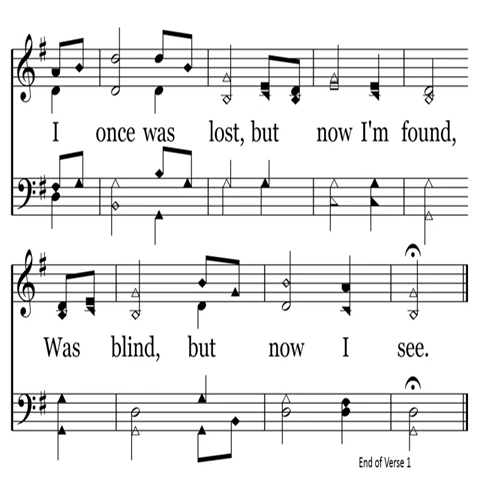 I once was lost, but now I'm found,
Was blind, but now I see.
End of Verse 1